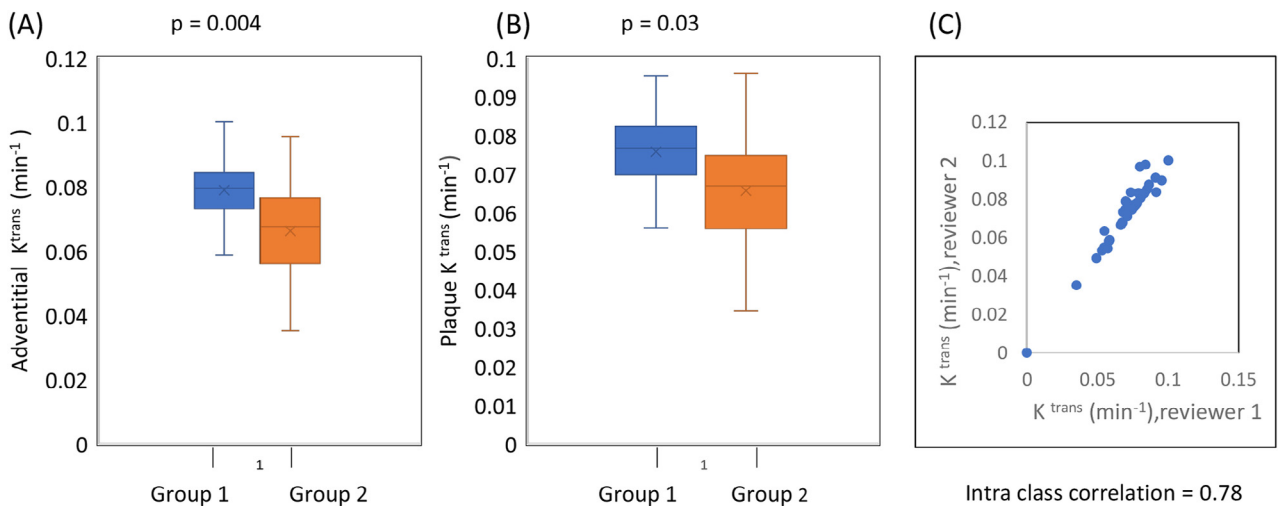 (A)
p = 0.004
Adventitial K^trans (min^-1)
0.12
0.1
0.08
0.06
0.04
0.02
0
1
Group 1
Group 2
(B)
p = 0.03
Plaque K^trans (min^-1)
0.1
0.09
0.08
0.07
0.06
0.05
0.04
0.03
0.02
0.01
0
1
Group 1
Group 2
(C)
K^trans (min^-1),reviewer 2
0.12
0.1
0.08
0.06
0.04
0.02
0
0 0.05 0.1 0.15
K^trans (min^-1),reviewer 1
Intra class correlation = 0.78